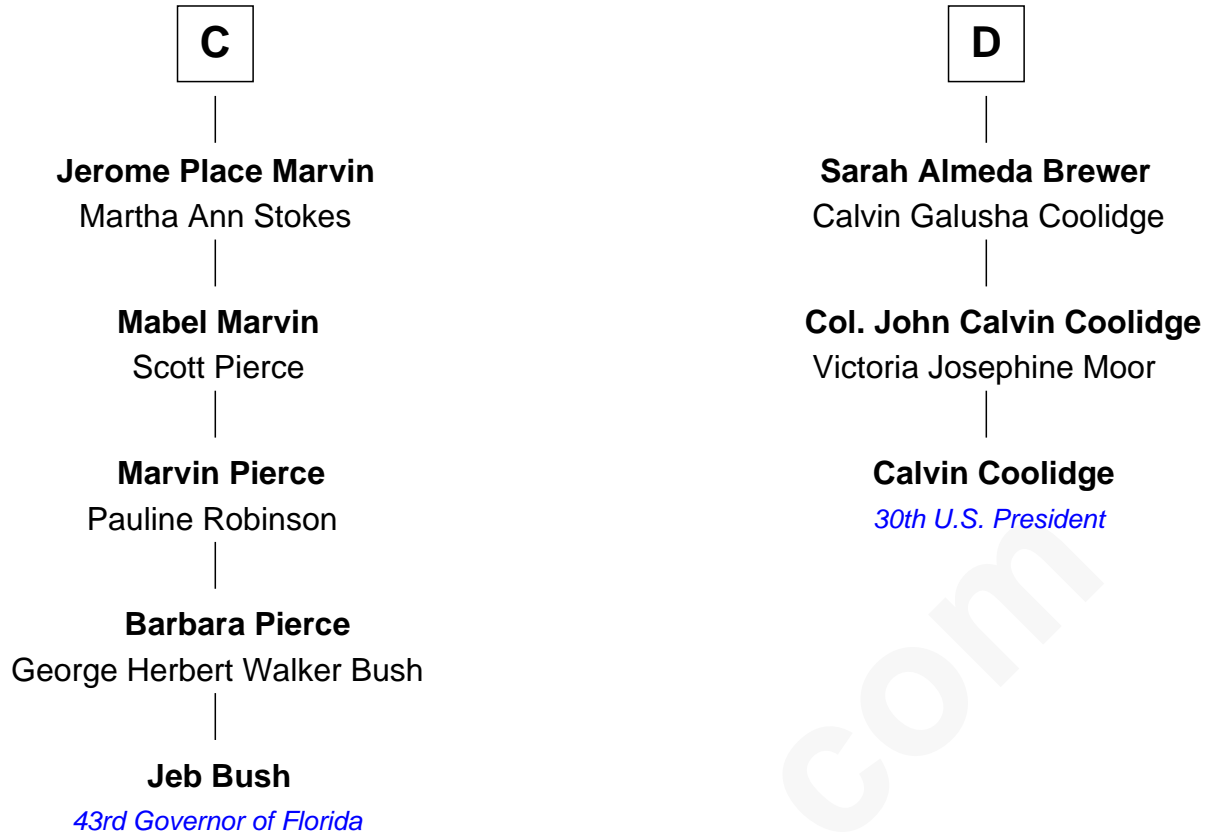 C
Jerome Place Marvin
Martha Ann Stokes
Mabel Marvin
Scott Pierce
Marvin Pierce
Pauline Robinson
Barbara Pierce
George Herbert Walker Bush
Jeb Bush
43rd Governor of Florida
D
Sarah Almeda Brewer
Calvin Galusha Coolidge
Col. John Calvin Coolidge
Victoria Josephine Moor
Calvin Coolidge
30th U.S. President
com